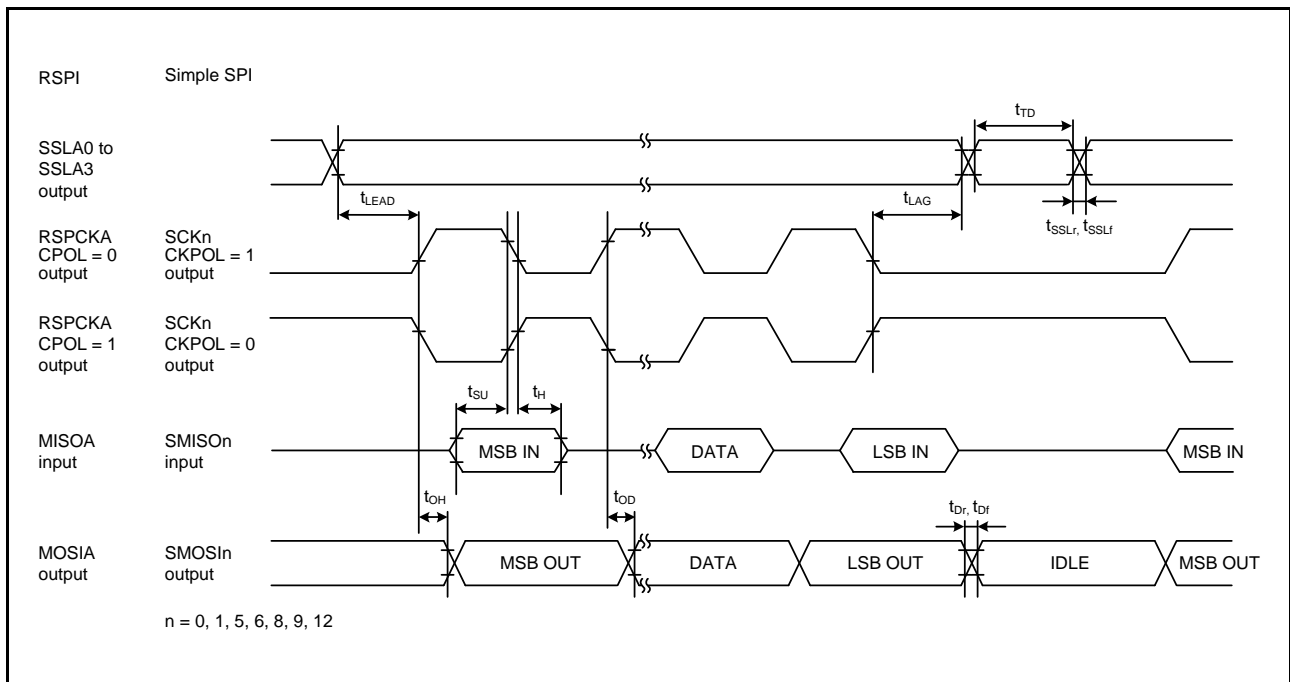 RSPI
Simple SPI
SSLA0 to
SSLA3
output
tTD
tLEAD
tLAG
tSSLr, tSSLf
RSPCKA
CPOL = 0
output
SCKn
CKPOL = 1
output
RSPCKA
CPOL = 1
output
SCKn
CKPOL = 0
output
tSU
tH
MISOA
input
SMISOn
input
MSB IN
DATA
LSB IN
MSB IN
tOH
tOD
tDr, tDf
MOSIA
output
SMOSIn
output
MSB OUT
DATA
LSB OUT
IDLE
MSB OUT
n = 0, 1, 5, 6, 8, 9, 12